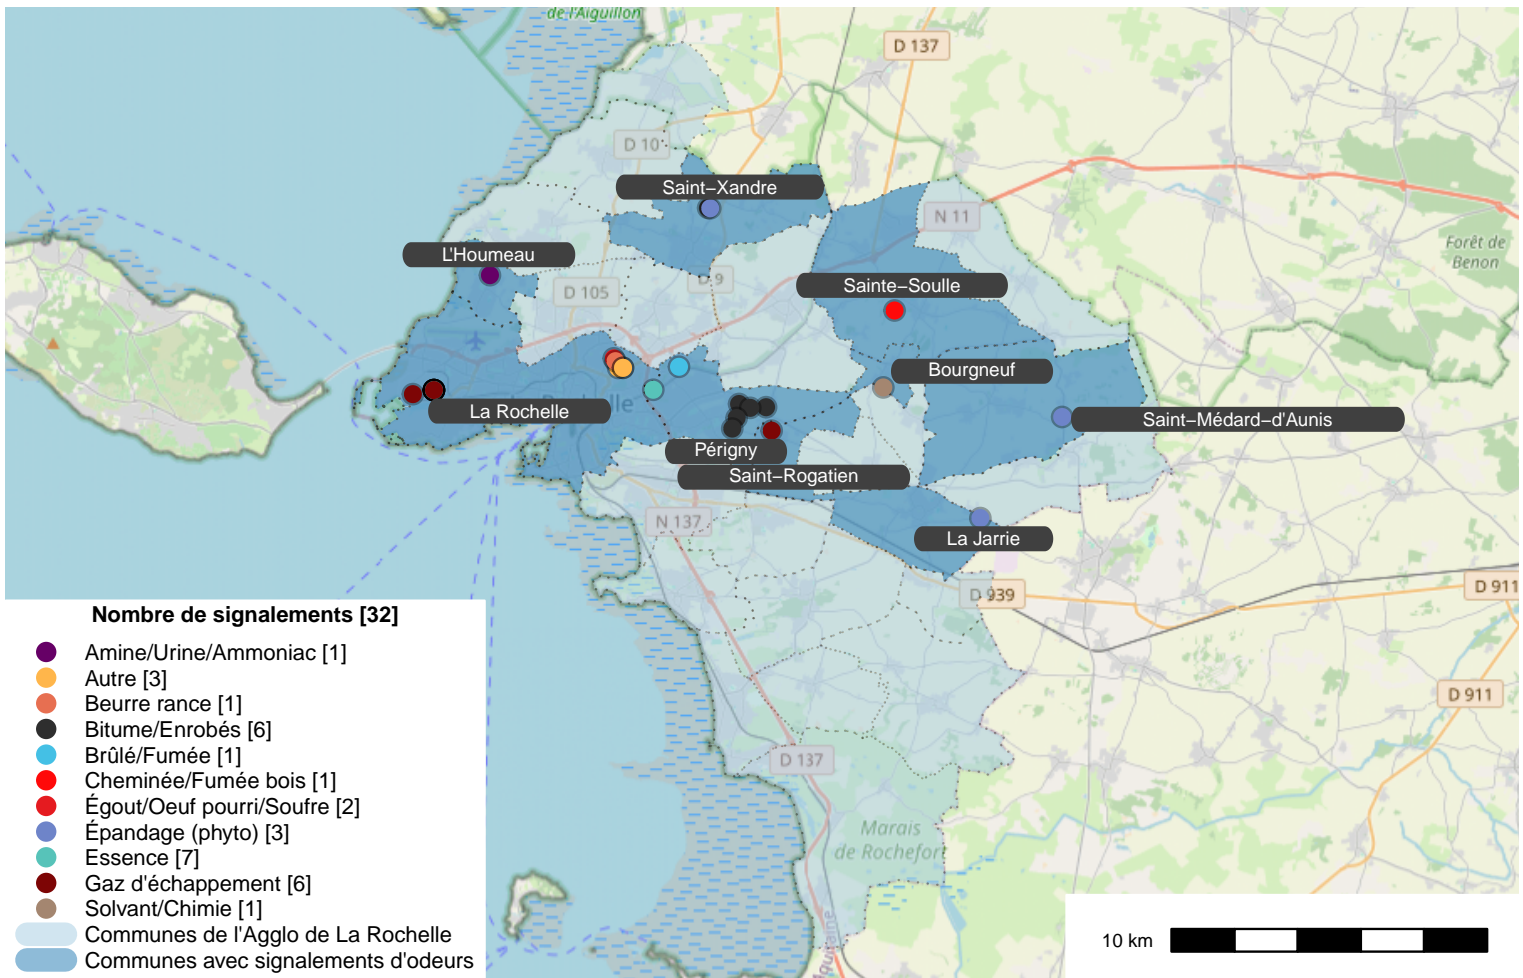 de l'Aiguillon
D 137
D 10
Saint−Xandre
N 11
L'Houmeau
Forêt de
Benon
D 9
D 105
Sainte−Soulle
Bourgneuf
La Rochelle
Saint−Médard−d'Aunis
Périgny
Saint−Rogatien
N 137
La Jarrie
D 939
D 911
D 911
D 137
Marais
de Rochefort
Nombre de signalements [32]
Amine/Urine/Ammoniac [1]
Autre [3]
Beurre rance [1]
Bitume/Enrobés [6]
Brûlé/Fumée [1]
Cheminée/Fumée bois [1]
Égout/Oeuf pourri/Soufre [2]
Épandage (phyto) [3]
Essence [7]
Gaz d'échappement [6]
Solvant/Chimie [1]
Communes de l'Agglo de La Rochelle
Communes avec signalements d'odeurs
10 km